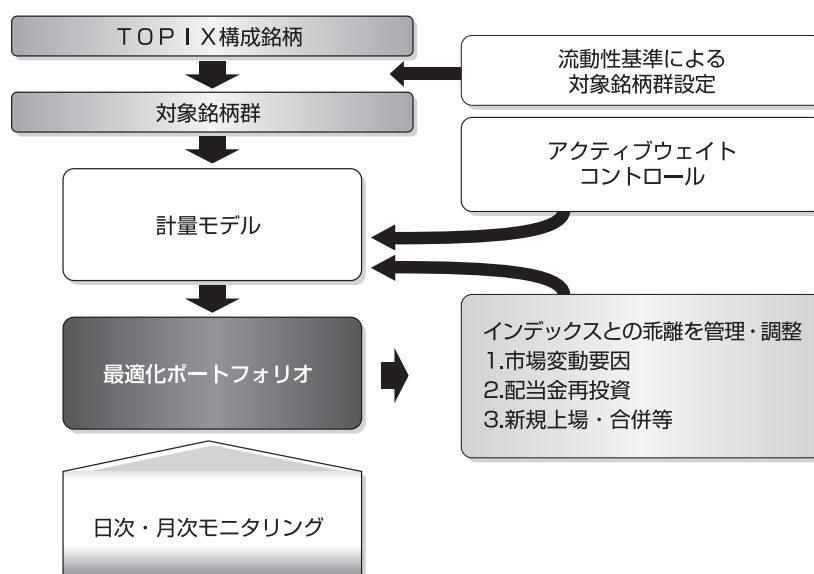 TOPIX構成銘柄
流動性基準による
対象銘柄群設定
対象銘柄群
アクティブウェイト
コントロール
計量モデル
最適化ポートフォリオ
インデックスとの乖離を管理・調整
1.市場変動要因
2.配当金再投資
3.新規上場・合併等
日次・月次モニタリング